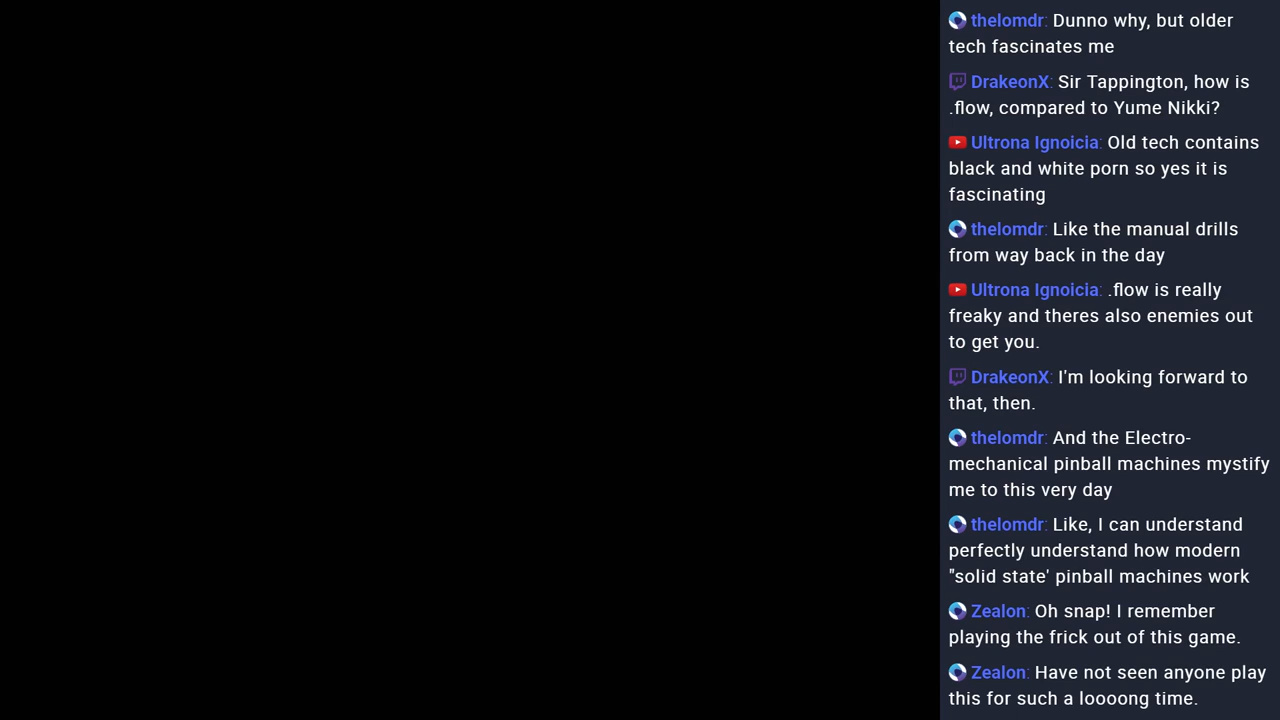 thelomdr: Dunno why, but older
tech fascinates me
DrakeonX: Sir Tappington, how is
.flow, compared to Yume Nikki?
Ultrona Ignoicia: Old tech contains
black and white porn so yes it is
fascinating
thelomdr: Like the manual drills
from way back in the day
Ultrona Ignoicia: .flow is really
freaky and theres also enemies out
to get you.
DrakeonX: I'm looking forward to
that, then.
thelomdr: And the Electro-
mechanical pinball machines mystify
me to this very day
thelomdr: Like, I can understand
perfectly understand how modern
"solid state' pinball machines work
Zealon: Oh snap! I remember
playing the frick out of this game.
Zealon: Have not seen anyone play
this for such a loooong time.